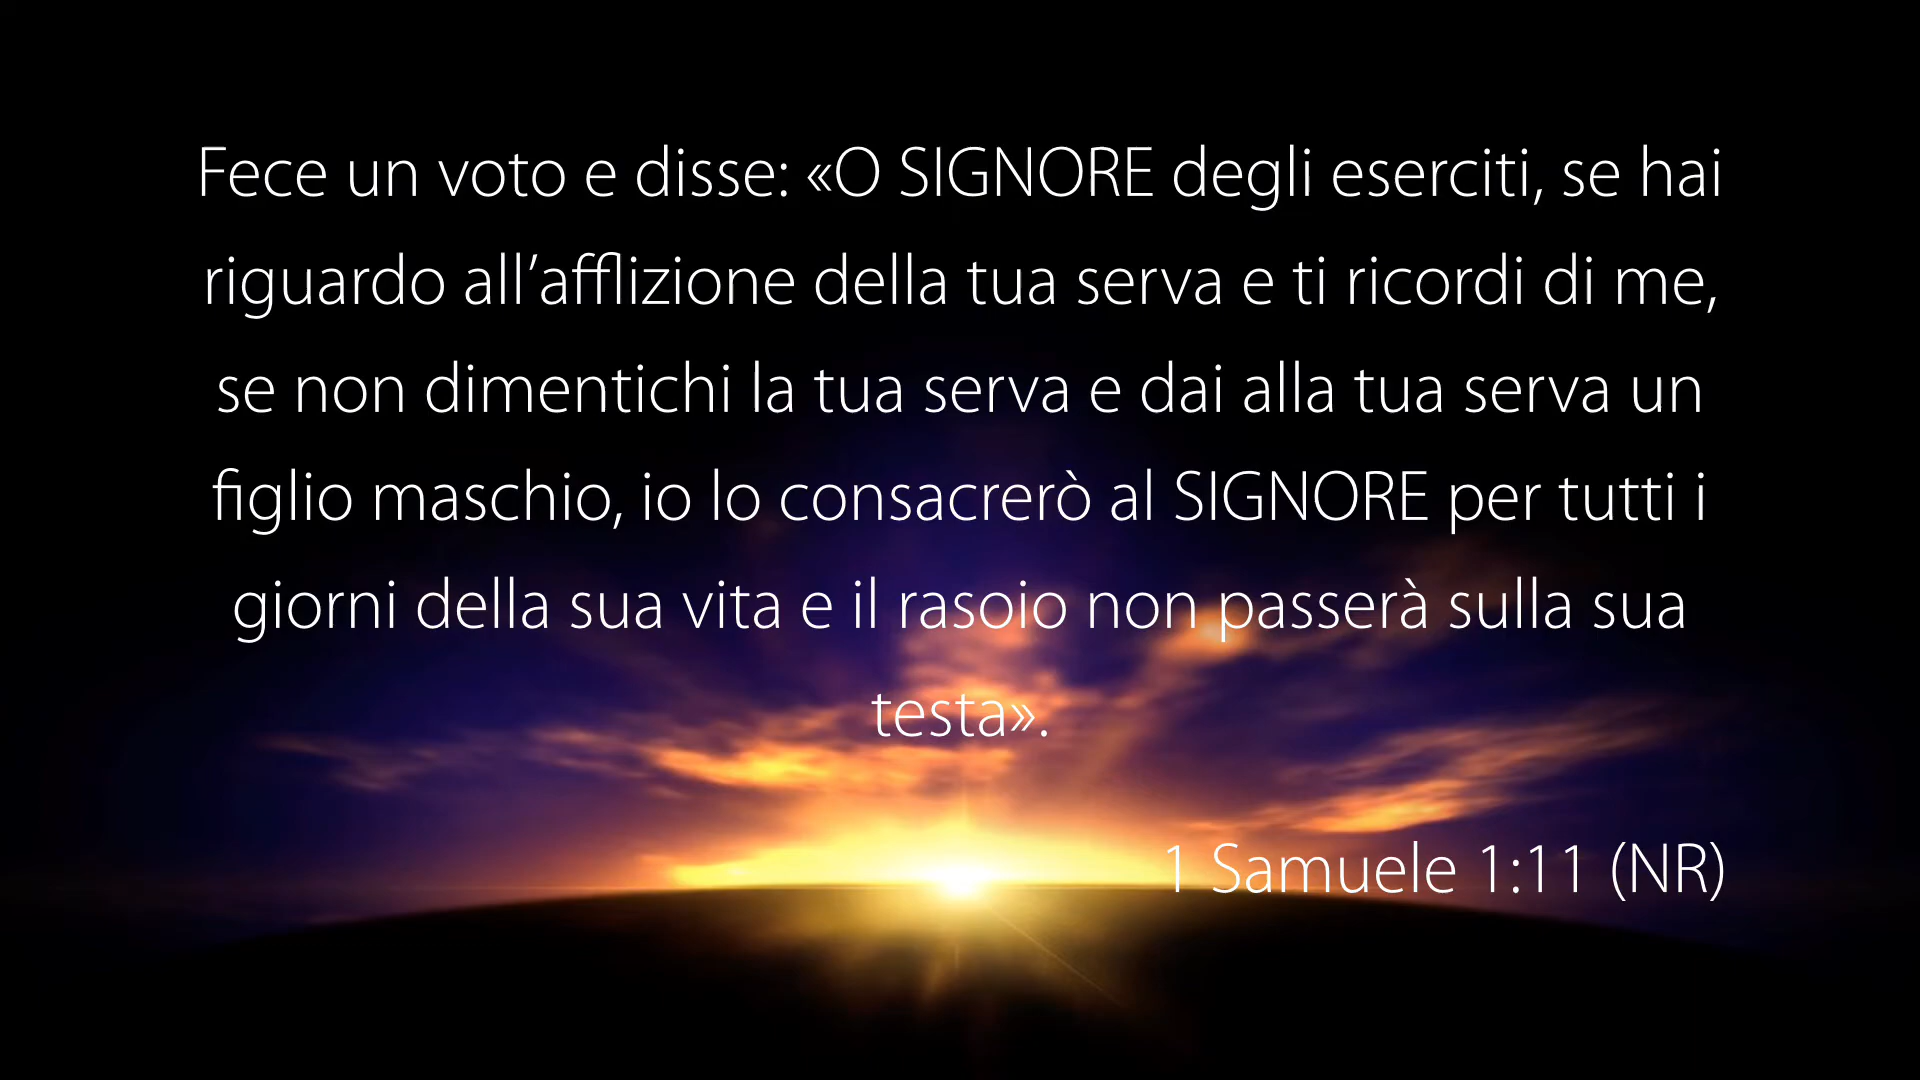 Fece un voto e disse: «O SIGNORE degli eserciti, se hai
riguardo all’afflizione della tua serva e ti ricordi di me,
se non dimentichi la tua serva e dai alla tua serva un
figlio maschio, io lo consacrerò al SIGNORE per tutti i
giorni della sua vita e il rasoio non passerà sulla sua
testa».
1 Samuele 1:11 (NR)